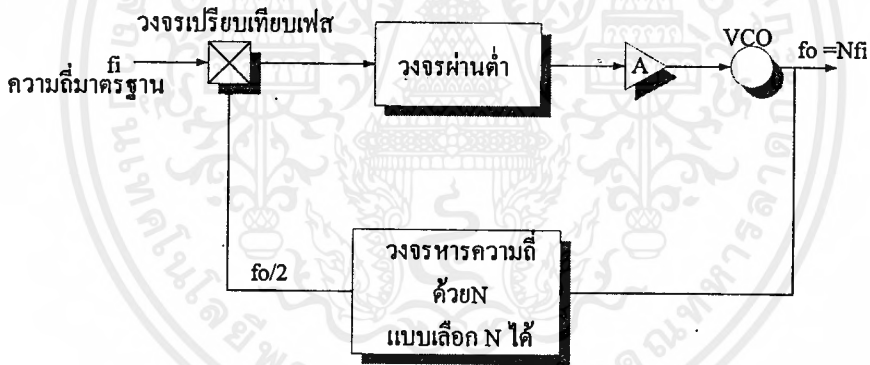 วงจรเปรียบเทียบเฟส
VCO
fi
fo =Nfi
ความถี่มาตรฐาน
วงจรผ่านต่ำ
A
วงจรหารความถี่
fo/2
ด้วยN
แบบเลือก N ได้